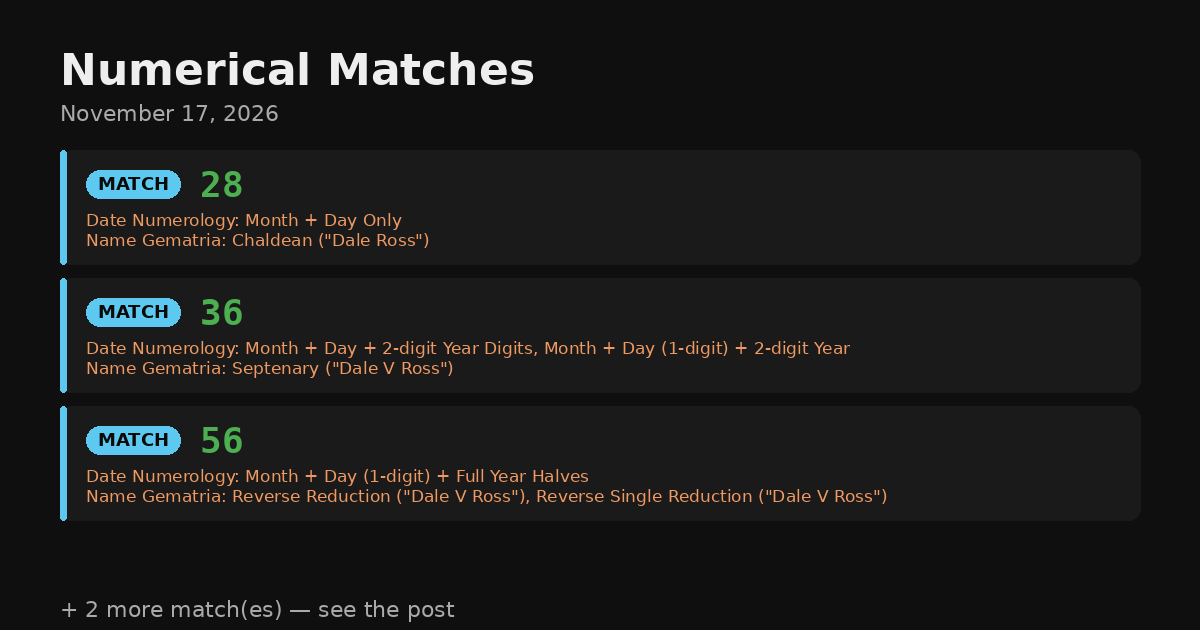 Numerical Matches
November 17, 2026
MATCH 28
Date Numerology: Month + Day Only
Name Gematria: Chaldean ("Dale Ross")
MATCH 36
Date Numerology: Month + Day + 2-digit Year Digits, Month + Day (1-digit) + 2-digit Year
Name Gematria: Septenary ("Dale V Ross")
MATCH 56
Date Numerology: Month + Day (1-digit) + Full Year Halves
Name Gematria: Reverse Reduction ("Dale V Ross"), Reverse Single Reduction ("Dale V Ross")
+ 2 more match(es) — see the post